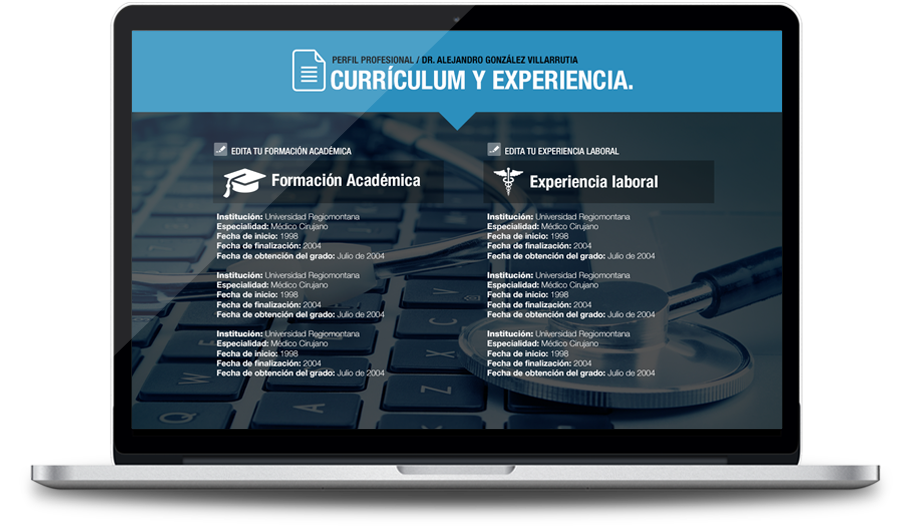 PERFIL PROFESIONAL / DR. ALEJANDRO GONZÁLEZ VILLARRUTIA
CURRÍCULUM Y EXPERIENCIA.
EDITA TU FORMACIÓN ACADÉMICA
Formación Académica
Institución: Universidad Regiomontana
Especialidad: Médico Cirujano
Fecha de inicio: 1998
Fecha de finalización: 2004
Fecha de obtención del grado: Julio de 2004
Institución: Universidad Regiomontana
Especialidad: Médico Cirujano
Fecha de inicio: 1998
Fecha de finalización: 2004
Fecha de obtención del grado: Julio de 2004
Institución: Universidad Regiomontana
Especialidad: Médico Cirujano
Fecha de inicio: 1998
Fecha de finalización: 2004
Fecha de obtención del grado: Julio de 2004
EDITA TU EXPERIENCIA LABORAL
Experiencia laboral
Institución: Universidad Regiomontana
Especialidad: Médico Cirujano
Fecha de inicio: 1998
Fecha de finalización: 2004
Fecha de obtención del grado: Julio de 2004
Institución: Universidad Regiomontana
Especialidad: Médico Cirujano
Fecha de inicio: 1998
Fecha de finalización: 2004
Fecha de obtención del grado: Julio de 2004
Institución: Universidad Regiomontana
Especialidad: Médico Cirujano
Fecha de inicio: 1998
Fecha de finalización: 2004
Fecha de obtención del grado: Julio de 2004